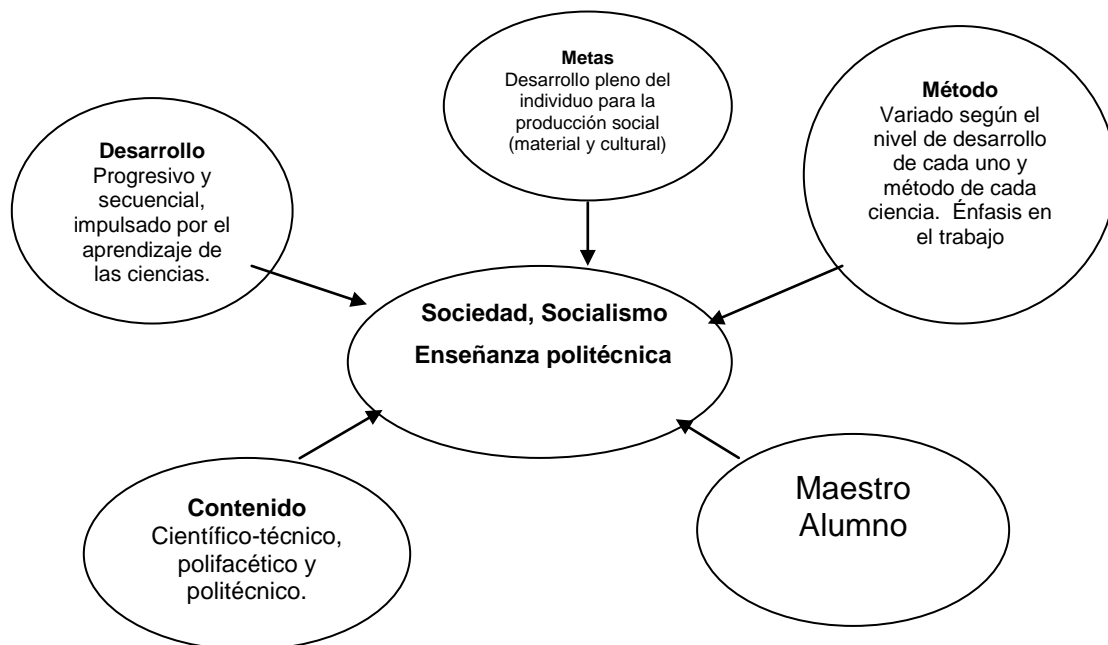 Metas
Desarrollo pleno del
individuo para la
producción social
(material y cultural)
Método
Variado según el
nivel de desarrollo
de cada uno y
método de cada
ciencia. Énfasis en
el trabajo
Desarrollo
Progresivo y
secuencial,
impulsado por el
aprendizaje de
las ciencias.
Sociedad, Socialismo
Enseñanza politécnica
Contenido
Científico-técnico,
polifacético y
politécnico.
Maestro
Alumno